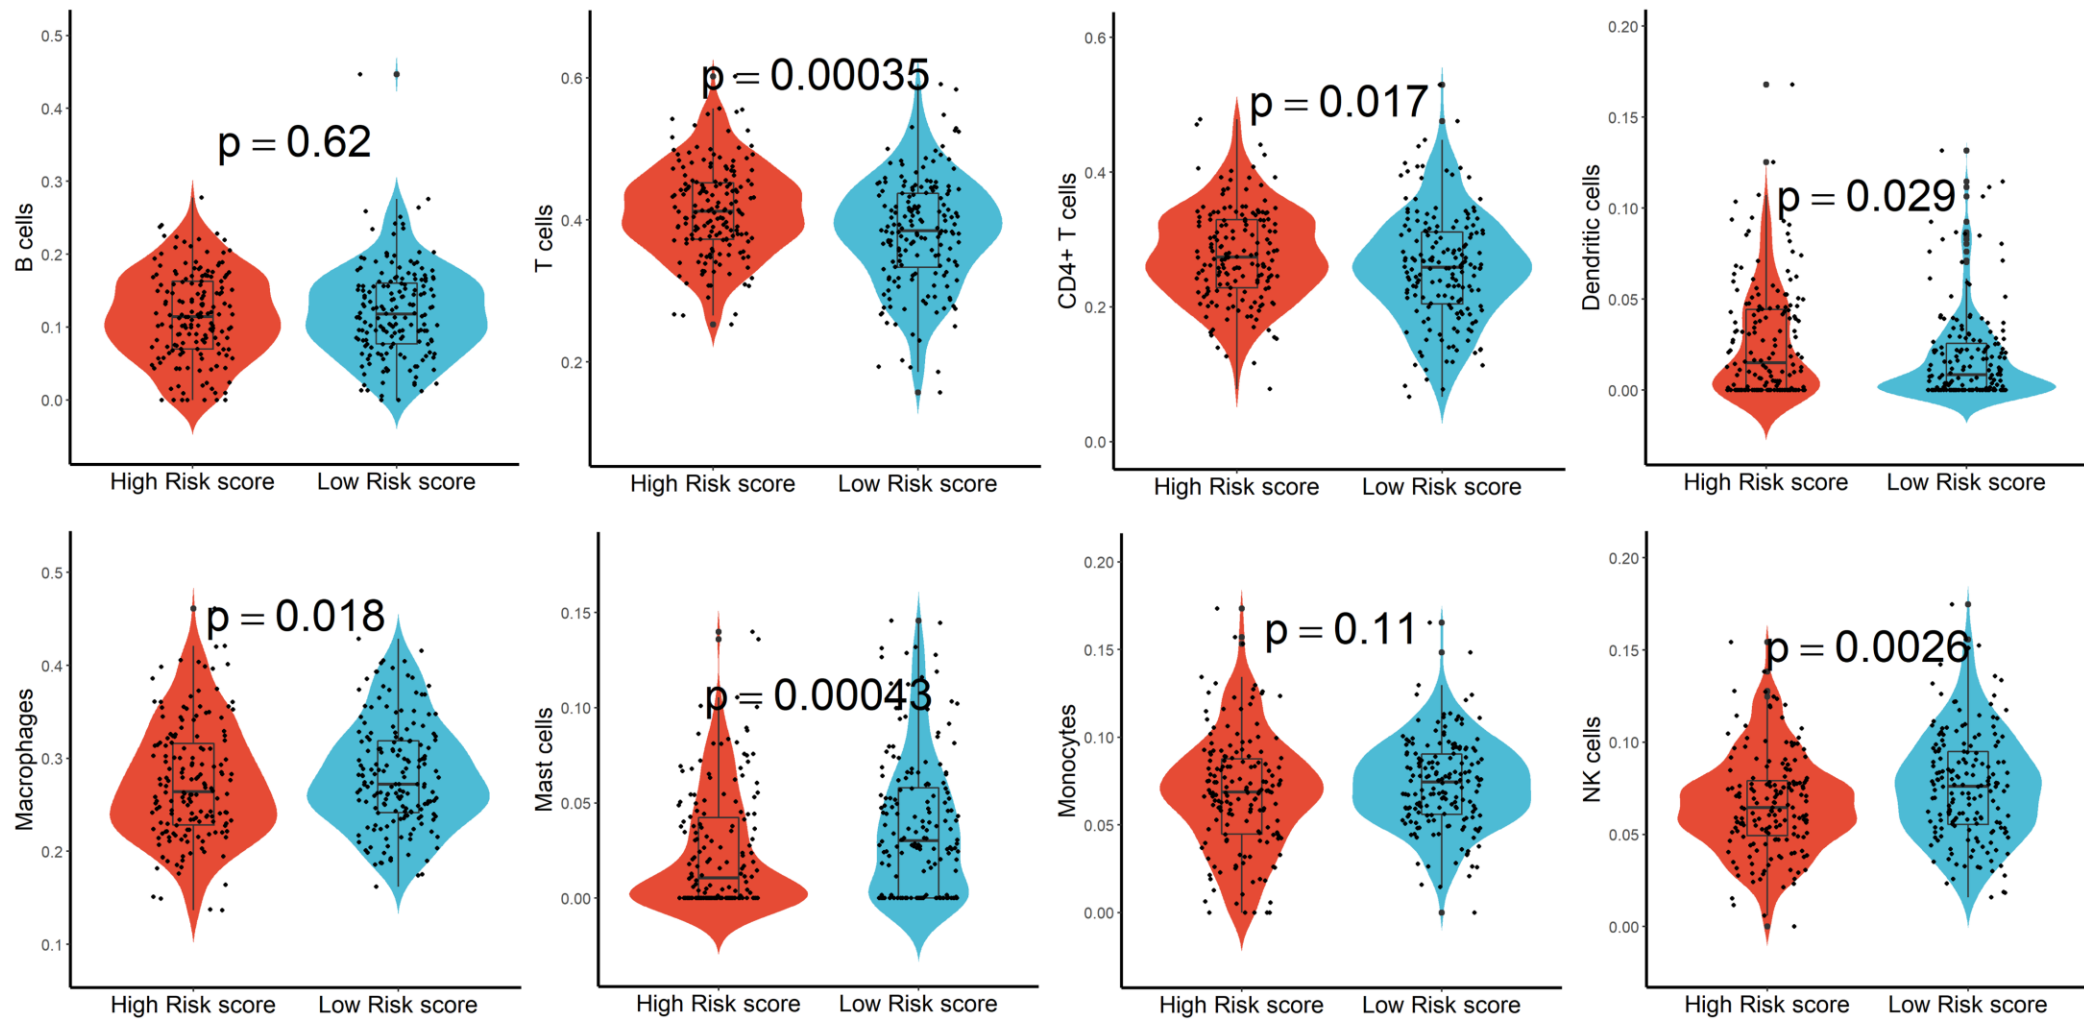 B cells
0.5
0.4
0.3
0.2
0.1
0.0
p = 0.62
High Risk score
Low Risk score
T cells
0.6
0.4
0.2
p = 0.00035
High Risk score
Low Risk score
CD4+ T cells
0.6
0.4
0.2
0.0
p = 0.017
High Risk score
Low Risk score
Dendritic cells
0.20
0.15
0.10
0.05
0.00
p = 0.029
High Risk score
Low Risk score
Macrophages
0.5
0.4
0.3
0.2
0.1
p = 0.018
High Risk score
Low Risk score
Mast cells
0.15
0.10
0.05
0.00
p = 0.00043
High Risk score
Low Risk score
Monocytes
0.20
0.15
0.10
0.05
0.00
p = 0.11
High Risk score
Low Risk score
NK cells
0.20
0.15
0.10
0.05
0.00
p = 0.0026
High Risk score
Low Risk score